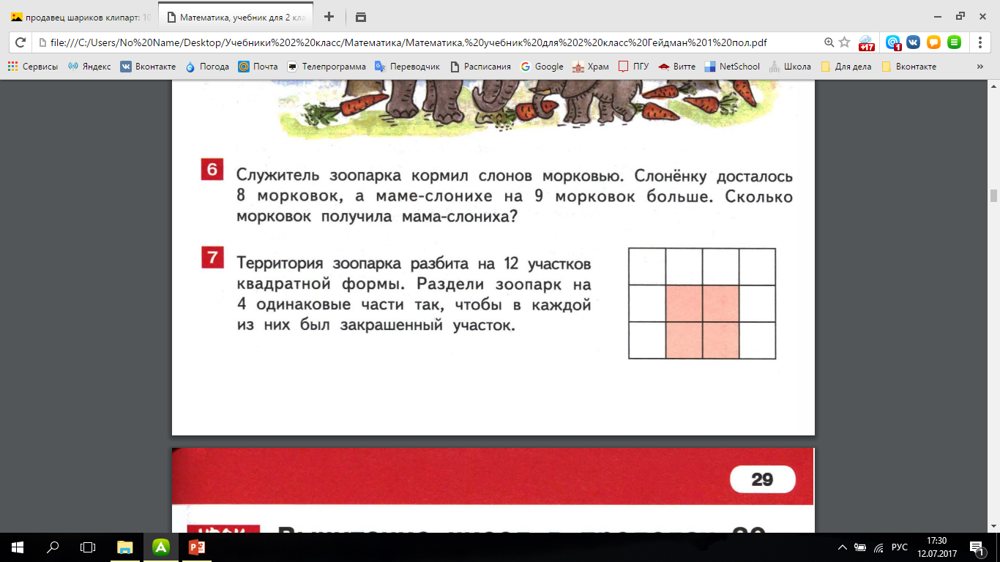 продавец шариков клипарт: 10
Математика, учебник для 2 кла
file:///C:/Users/No%20Name/Desktop/Учебники%202%20класс/Математика/Математика,%20учебник%20для%202%20класс%20Гейдман%201%20пол.pdf
+17
1
Сервисы Яндекс Вконтакте Погода Почта Телепрограмма Переводчик Расписания Google Храм ПГУ Витте NetSchool Школа Для дела Вконтакте »
6 Служитель зоопарка кормил слонов морковью. Слонёнку досталось
8 морковок, а маме-слонихе на 9 морковок больше. Сколько
морковок получила мама-слониха?
7 Территория зоопарка разбита на 12 участков
квадратной формы. Раздели зоопарк на
4 одинаковые части так, чтобы в каждой
из них был закрашенный участок.
29
РУС
17:30
12.07.2017
1